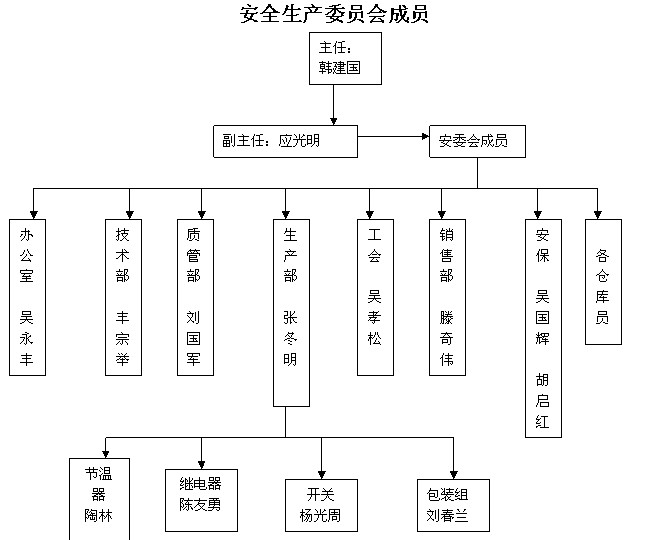 安全生产委员会成员
主任：
韩建国
副主任：应光明
安委会成员
办公室 吴永丰
技术部 丰宗举
质管部 刘国军
生产部 张冬明
工会 吴孝松
销售部 滕奇伟
安保 吴国辉 胡启红
各仓库员
节温
器
陶林
继电器
陈友勇
开关
杨光周
包装组
刘春兰